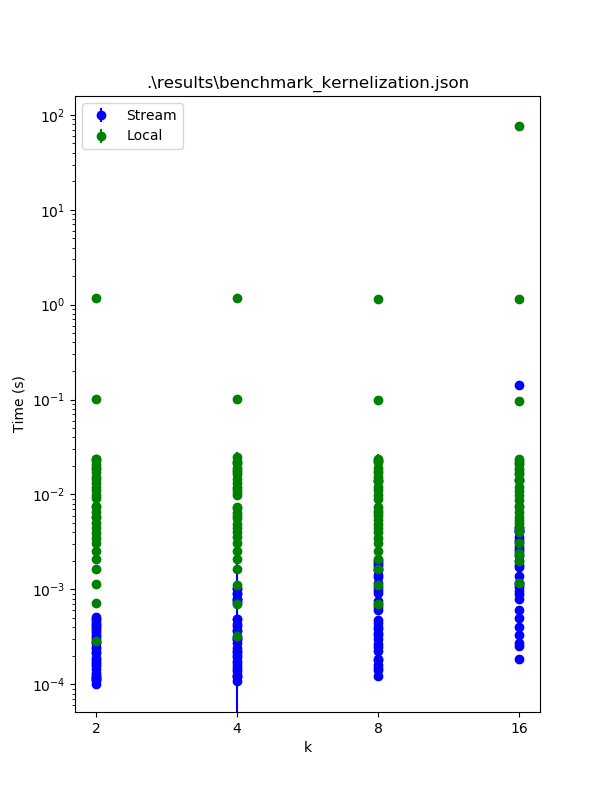 .\results\benchmark_kernelization.json
Stream
Local
10²
10¹
10⁰
10⁻¹
10⁻²
10⁻³
10⁻⁴
Time (s)
2 4 8 16
k